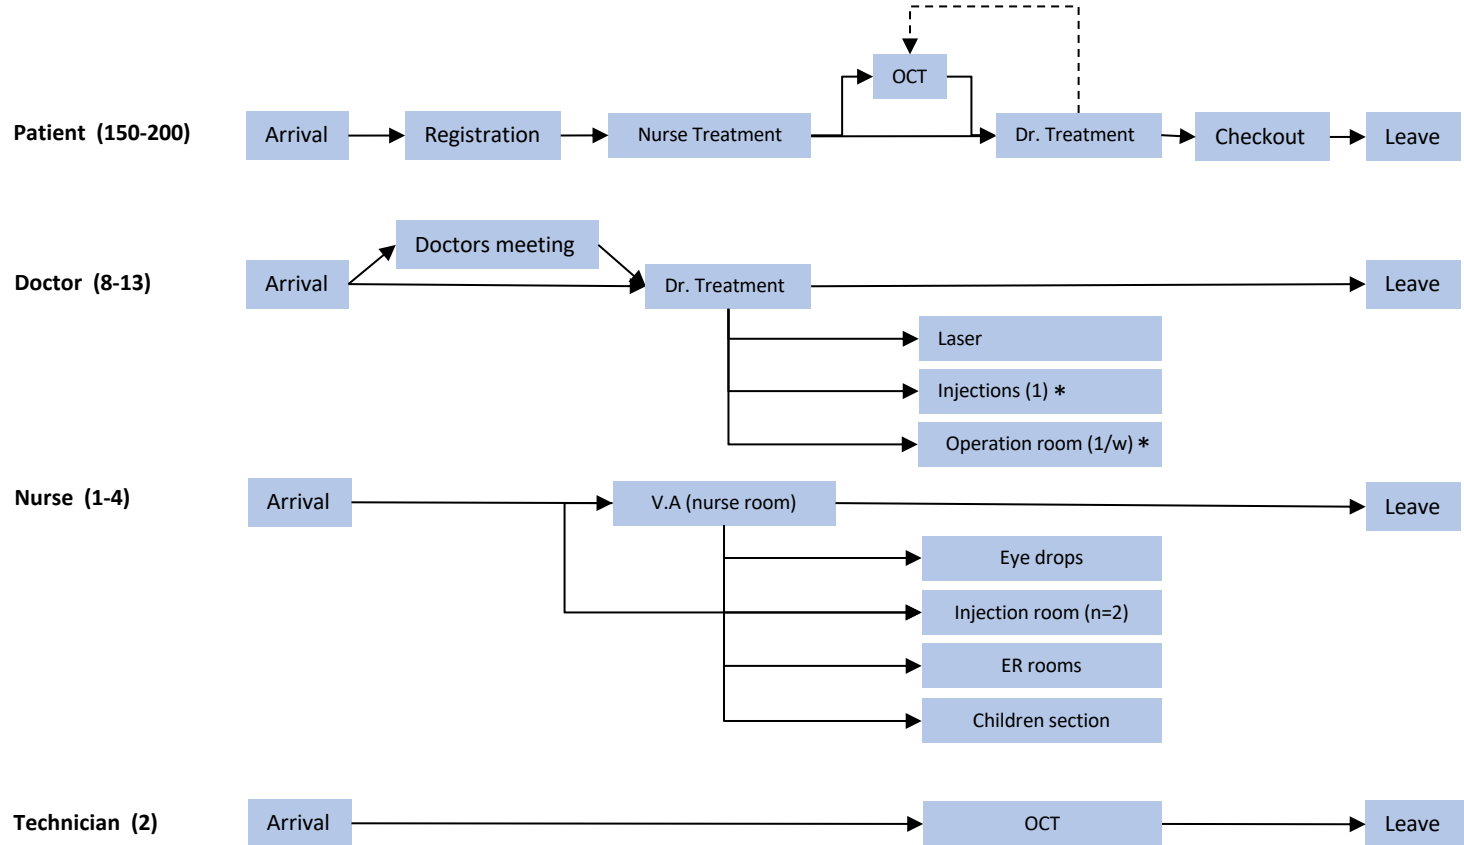 OCT
Patient (150-200)
Arrival
Registration
Nurse Treatment
Dr. Treatment
Checkout
Leave
Doctors meeting
Doctor (8-13)
Arrival
Dr. Treatment
Leave
Laser
Injections (1) *
Operation room (1/w) *
Nurse (1-4)
Arrival
V.A (nurse room)
Leave
Eye drops
Injection room (n=2)
ER rooms
Children section
Technician (2)
Arrival
OCT
Leave